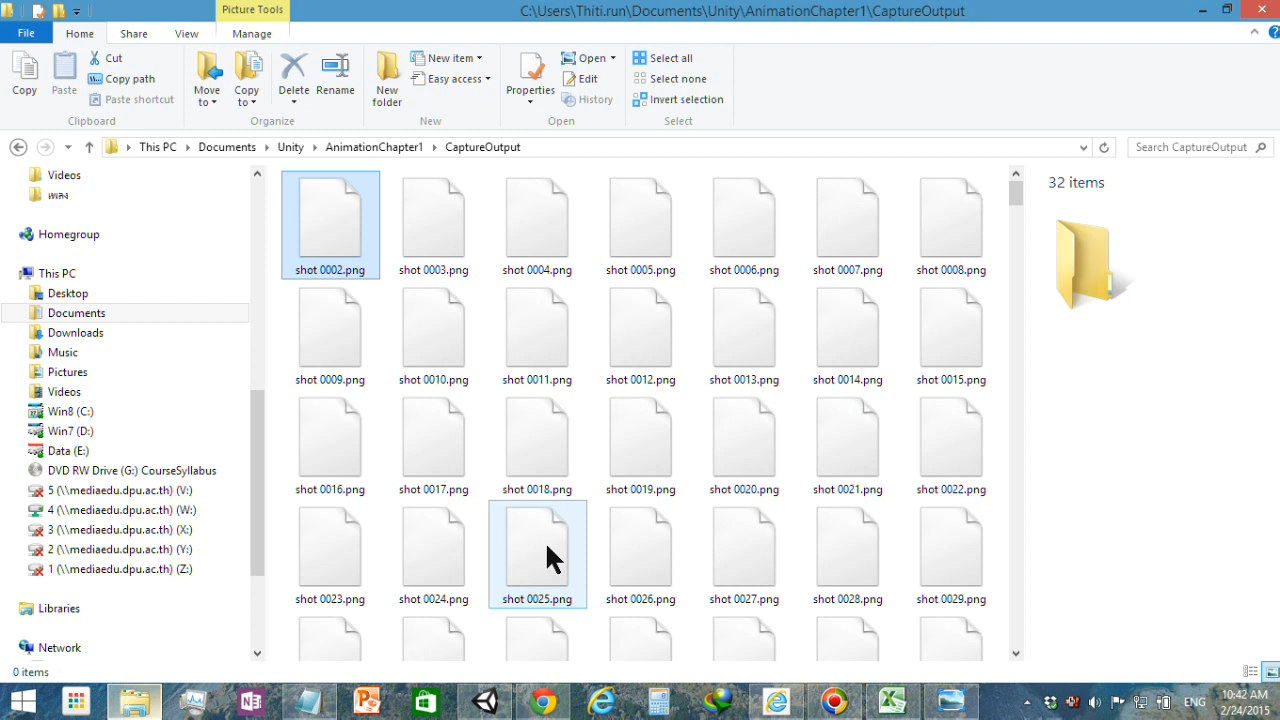 Picture Tools
C:\Users\Thiti.run\Documents\Unity\AnimationChapter1\CaptureOutput
File
Home
Share
View
Manage
Copy
Paste
Cut
Copy path
Paste shortcut
Move to
Copy to
Delete
Rename
New folder
New item
Easy access
Properties
Open
Edit
History
Select all
Select none
Invert selection
Clipboard
Organize
New
Open
Select
This PC
Documents
Unity
AnimationChapter1
CaptureOutput
Search CaptureOutput
Videos
เพลง
Homegroup
This PC
Desktop
Documents
Downloads
Music
Pictures
Videos
Win8 (C:)
Win7 (D:)
Data (E:)
DVD RW Drive (G:) CourseSyllabus
5 (\\mediaedu.dpu.ac.th) (V:)
4 (\\mediaedu.dpu.ac.th) (W:)
3 (\\mediaedu.dpu.ac.th) (X:)
2 (\\mediaedu.dpu.ac.th) (Y:)
1 (\\mediaedu.dpu.ac.th) (Z:)
Libraries
Network
shot 0002.png
shot 0003.png
shot 0004.png
shot 0005.png
shot 0006.png
shot 0007.png
shot 0008.png
shot 0009.png
shot 0010.png
shot 0011.png
shot 0012.png
shot 0013.png
shot 0014.png
shot 0015.png
shot 0016.png
shot 0017.png
shot 0018.png
shot 0019.png
shot 0020.png
shot 0021.png
shot 0022.png
shot 0023.png
shot 0024.png
shot 0025.png
shot 0026.png
shot 0027.png
shot 0028.png
shot 0029.png
32 items
0 items
ENG
10:42 AM
2/24/2015